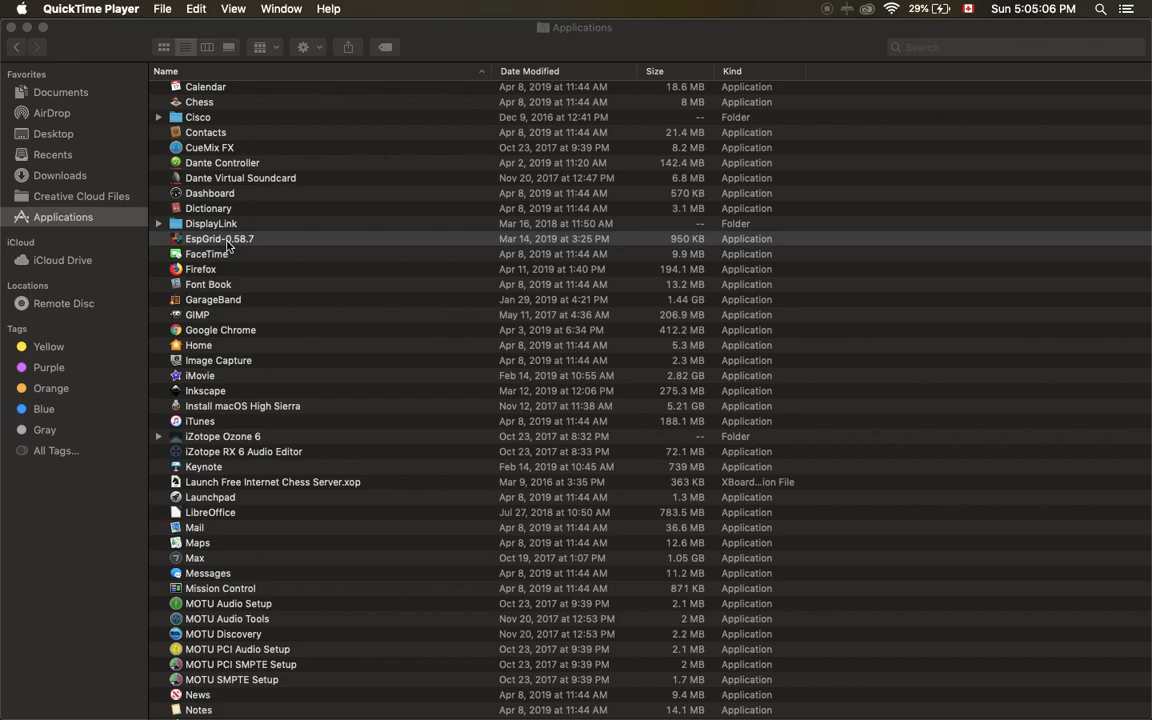 QuickTime Player File Edit View Window Help 29% Sun 5:05:06 PM
Applications
Search
Favorites
Documents
AirDrop
Desktop
Recents
Downloads
Creative Cloud Files
Applications
iCloud
iCloud Drive
Locations
Remote Disc
Tags
Yellow
Purple
Orange
Blue
Gray
All Tags...
Name Date Modified Size Kind
Calendar Apr 8, 2019 at 11:44 AM 18.6 MB Application
Chess Apr 8, 2019 at 11:44 AM 8 MB Application
Cisco Dec 9, 2016 at 12:41 PM -- Folder
Contacts Apr 8, 2019 at 11:44 AM 21.4 MB Application
CueMix FX Oct 23, 2017 at 9:39 PM 8.2 MB Application
Dante Controller Apr 2, 2019 at 11:20 AM 142.4 MB Application
Dante Virtual Soundcard Nov 20, 2017 at 12:47 PM 6.8 MB Application
Dashboard Apr 8, 2019 at 11:44 AM 570 KB Application
Dictionary Apr 8, 2019 at 11:44 AM 3.1 MB Application
DisplayLink Mar 16, 2018 at 11:50 AM -- Folder
EspGrid-0.58.7 Mar 14, 2019 at 3:25 PM 950 KB Application
FaceTime Apr 8, 2019 at 11:44 AM 9.9 MB Application
Firefox Apr 11, 2019 at 1:40 PM 194.1 MB Application
Font Book Apr 8, 2019 at 11:44 AM 13.2 MB Application
GarageBand Jan 29, 2019 at 4:21 PM 1.44 GB Application
GIMP May 11, 2017 at 4:36 AM 206.9 MB Application
Google Chrome Apr 3, 2019 at 6:34 PM 412.2 MB Application
Home Apr 8, 2019 at 11:44 AM 5.3 MB Application
Image Capture Apr 8, 2019 at 11:44 AM 2.3 MB Application
iMovie Feb 14, 2019 at 10:55 AM 2.82 GB Application
Inkscape Mar 12, 2019 at 12:06 PM 275.3 MB Application
Install macOS High Sierra Nov 12, 2017 at 11:38 AM 5.21 GB Application
iTunes Apr 8, 2019 at 11:44 AM 188.1 MB Application
iZotope Ozone 6 Oct 23, 2017 at 8:32 PM -- Folder
iZotope RX 6 Audio Editor Oct 23, 2017 at 8:33 PM 72.1 MB Application
Keynote Feb 14, 2019 at 10:45 AM 739 MB Application
Launch Free Internet Chess Server.xop Mar 9, 2016 at 3:35 PM 363 KB XBoard...ion File
Launchpad Apr 8, 2019 at 11:44 AM 1.3 MB Application
LibreOffice Jul 27, 2018 at 10:50 AM 783.5 MB Application
Mail Apr 8, 2019 at 11:44 AM 36.6 MB Application
Maps Apr 8, 2019 at 11:44 AM 12.6 MB Application
Max Oct 19, 2017 at 1:07 PM 1.05 GB Application
Messages Apr 8, 2019 at 11:44 AM 11.2 MB Application
Mission Control Apr 8, 2019 at 11:44 AM 871 KB Application
MOTU Audio Setup Oct 23, 2017 at 9:39 PM 2.1 MB Application
MOTU Audio Tools Nov 20, 2017 at 12:53 PM 2 MB Application
MOTU Discovery Nov 20, 2017 at 12:53 PM 2.2 MB Application
MOTU PCI Audio Setup Oct 23, 2017 at 9:39 PM 2.1 MB Application
MOTU PCI SMPTE Setup Oct 23, 2017 at 9:39 PM 2 MB Application
MOTU SMPTE Setup Oct 23, 2017 at 9:39 PM 1.7 MB Application
News Apr 8, 2019 at 11:44 AM 9.4 MB Application
Notes Apr 8, 2019 at 11:44 AM 14.1 MB Application